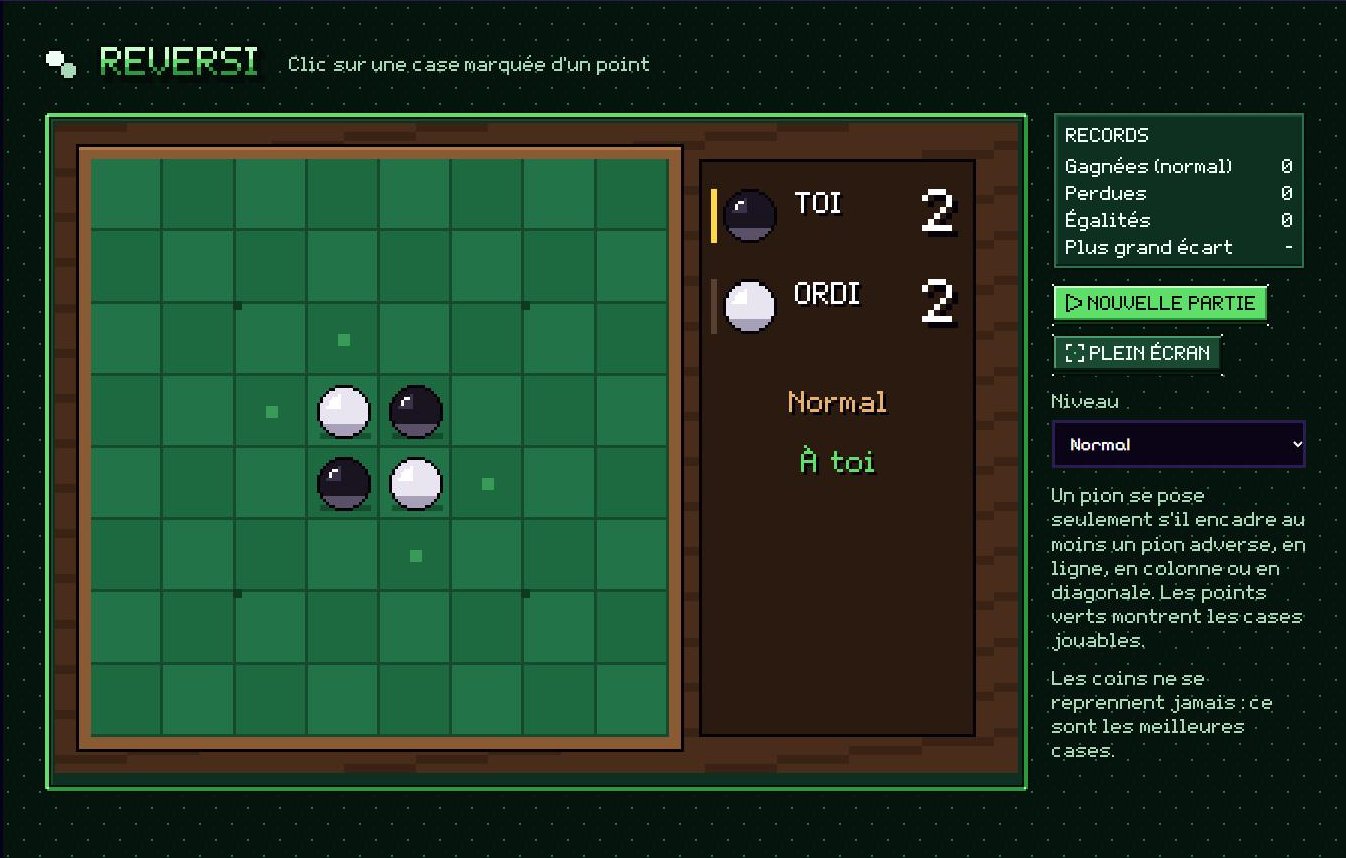 REVERSI
Clic sur une case marquée d'un point
TOI 2
ORDI 2
Normal
À toi
RECORDS
Gagnées (normal) 0
Perdues 0
Égalités 0
Plus grand écart -
NOUVELLE PARTIE
PLEIN ÉCRAN
Niveau
Normal
Un pion se pose
seulement s'il encadre au
moins un pion adverse, en
ligne, en colonne ou en
diagonale. Les points
verts montrent les cases
jouables.
Les coins ne se
reprennent jamais : ce
sont les meilleures
cases.